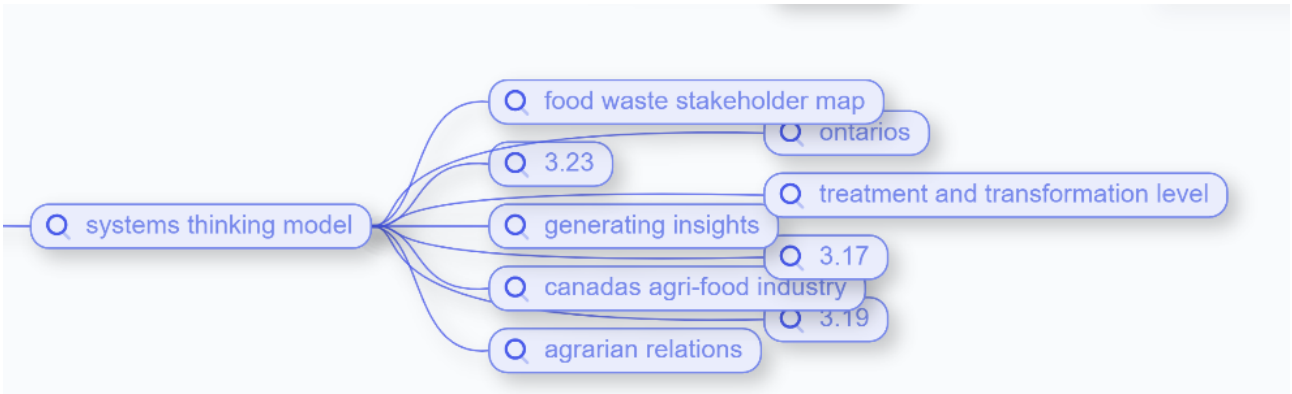 food waste stakeholder map
ontarios
3.23
treatment and transformation level
systems thinking model
generating insights
3.17
canadas agri-food industry
3.19
agrarian relations